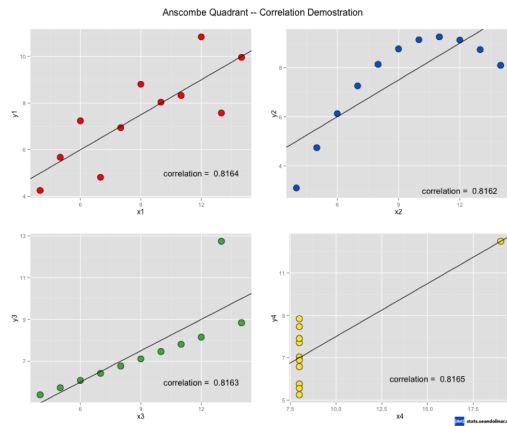 Anscombe Quadrant -- Correlation Demostration
10
8
6
4
y1
correlation = 0.8164
6
9
12
x1
8
6
4
y2
correlation = 0.8162
6
9
12
x2
13
11
9
7
y3
correlation = 0.8163
6
9
12
x3
11
9
7
5
y4
correlation = 0.8165
7.5
10.0
12.5
15.0
17.5
x4
stats.seandolinar.com